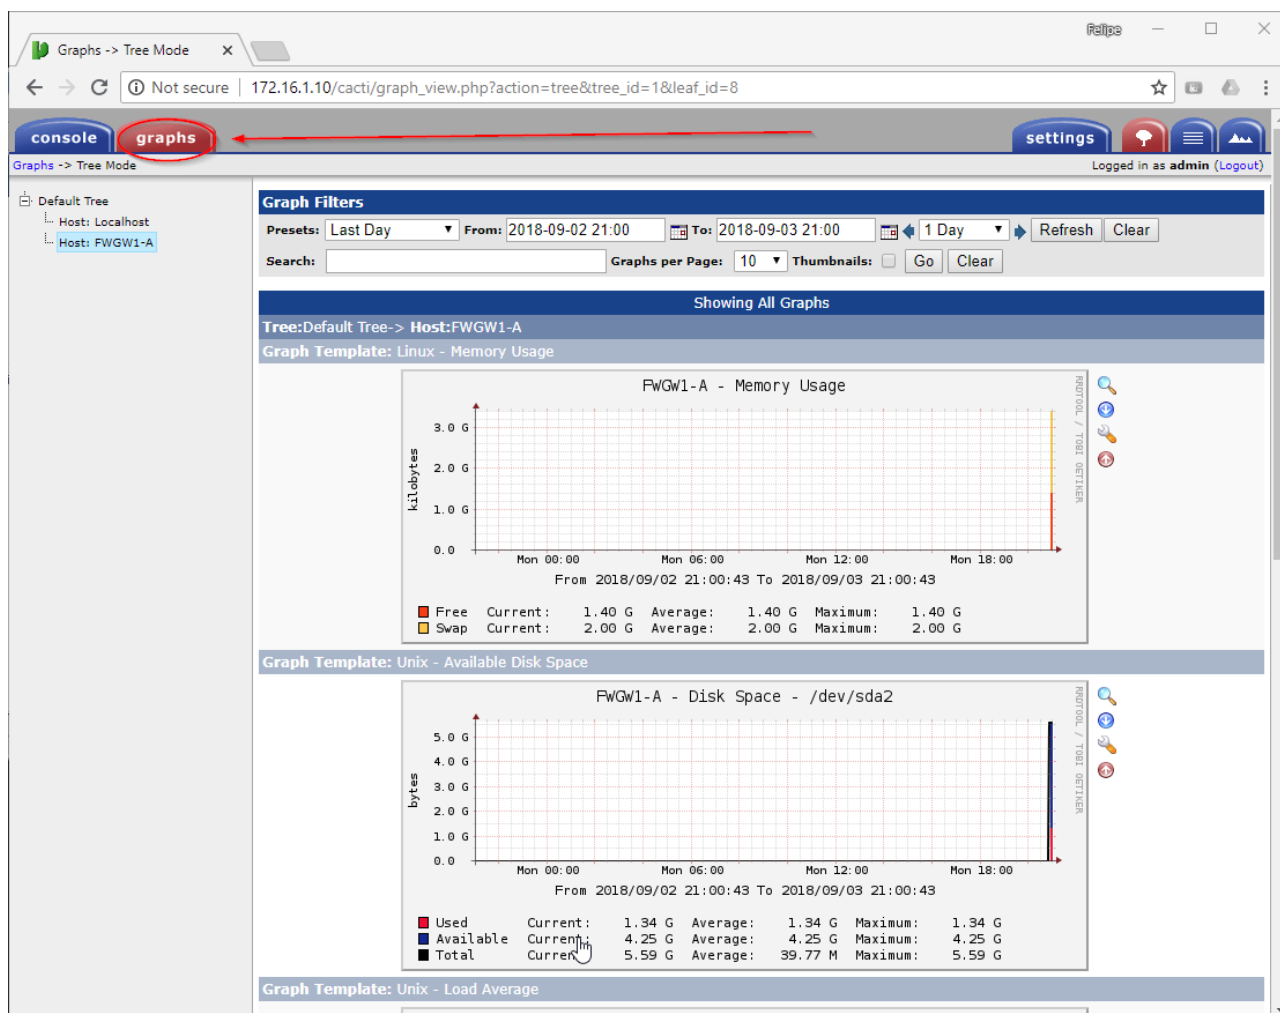 Felipe
Graphs -> Tree Mode
Not secure | 172.16.1.10/cacti/graph_view.php?action=tree&tree_id=1&leaf_id=8
console graphs settings
Graphs -> Tree Mode Logged in as admin (Logout)
Default Tree
Host: Localhost
Host: FWGW1-A
Graph Filters
Presets: Last Day From: 2018-09-02 21:00 To: 2018-09-03 21:00 1 Day Refresh Clear
Search: Graphs per Page: 10 Thumbnails: Go Clear
Showing All Graphs
Tree:Default Tree-> Host:FWGW1-A
Graph Template: Linux - Memory Usage
FWGW1-A - Memory Usage
RRDTOOL / TOBI OETIKER
kilobytes
3.0 G
2.0 G
1.0 G
0.0
Mon 00:00 Mon 06:00 Mon 12:00 Mon 18:00
From 2018/09/02 21:00:43 To 2018/09/03 21:00:43
Free Current: 1.40 G Average: 1.40 G Maximum: 1.40 G
Swap Current: 2.00 G Average: 2.00 G Maximum: 2.00 G
Graph Template: Unix - Available Disk Space
FWGW1-A - Disk Space - /dev/sda2
RRDTOOL / TOBI OETIKER
bytes
5.0 G
4.0 G
3.0 G
2.0 G
1.0 G
0.0
Mon 00:00 Mon 06:00 Mon 12:00 Mon 18:00
From 2018/09/02 21:00:43 To 2018/09/03 21:00:43
Used Current: 1.34 G Average: 1.34 G Maximum: 1.34 G
Available Current: 4.25 G Average: 4.25 G Maximum: 4.25 G
Total Current: 5.59 G Average: 39.77 M Maximum: 5.59 G
Graph Template: Unix - Load Average